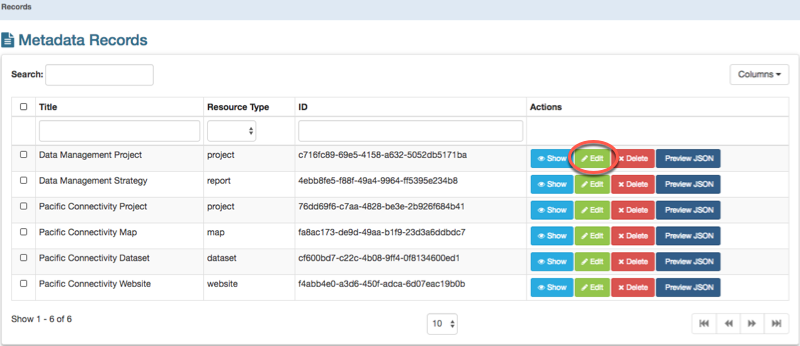 Records
Metadata Records
Search:
Columns
Title Resource Type ID Actions
Data Management Project project c716fc89-69e5-4158-a632-5052db5171ba Show Edit Delete Preview JSON
Data Management Strategy report 4ebb8fe5-f88f-49a4-9964-ff5395e234b8 Show Edit Delete Preview JSON
Pacific Connectivity Project project 76dd69f6-c7aa-4828-be3e-2b926f684b41 Show Edit Delete Preview JSON
Pacific Connectivity Map map fa8ac173-de9d-49aa-b1f9-23d3a6ddbdc7 Show Edit Delete Preview JSON
Pacific Connectivity Dataset dataset cf600bd7-c22c-4b08-9ff4-0f8134600ed1 Show Edit Delete Preview JSON
Pacific Connectivity Website website f4abb4e0-a3d6-450f-adca-6d07eac19b0b Show Edit Delete Preview JSON
Show 1 - 6 of 6 10